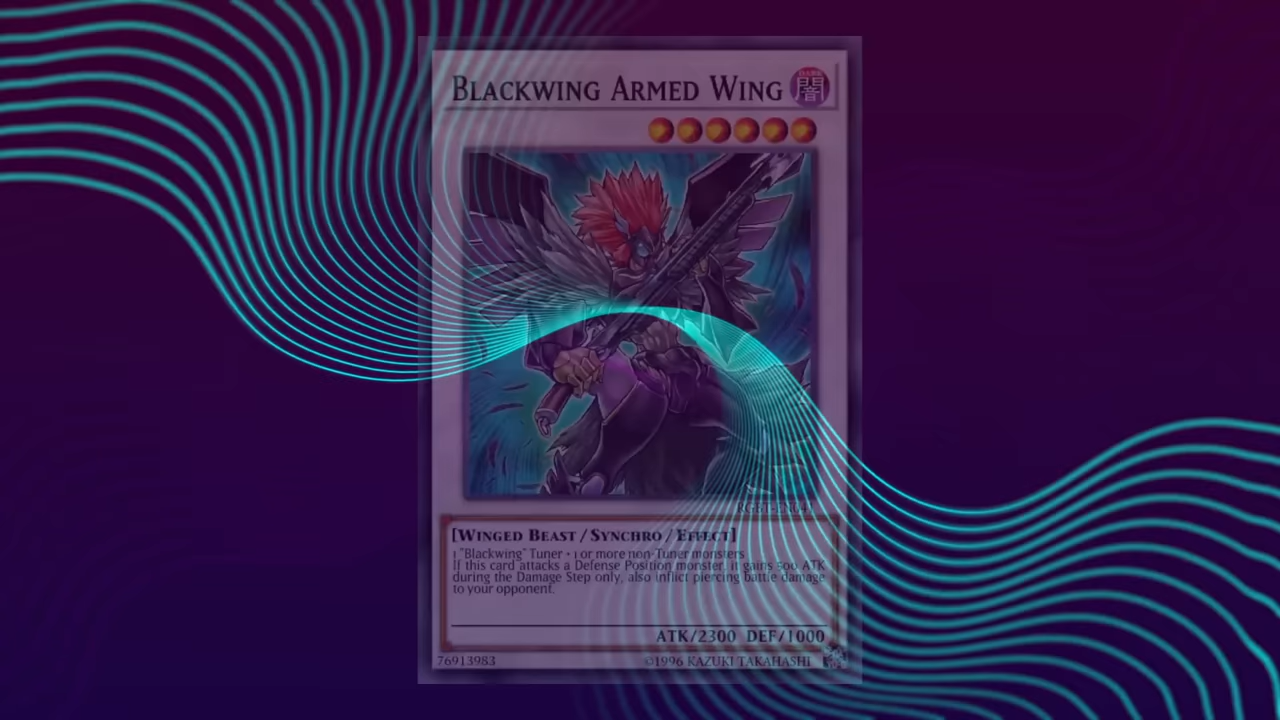 BLACKWING ARMED WING
DARK
闇
[WINGED BEAST / SYNCHRO / EFFECT]
1 "Blackwing" Tuner + 1 or more non-Tuner monsters
If this card attacks a Defense Position monster, it gains 500 ATK
during the Damage Step only, also inflict piercing battle damage
to your opponent.
ATK/2300 DEF/1000
76913983
©1996 KAZUKI TAKAHASHI